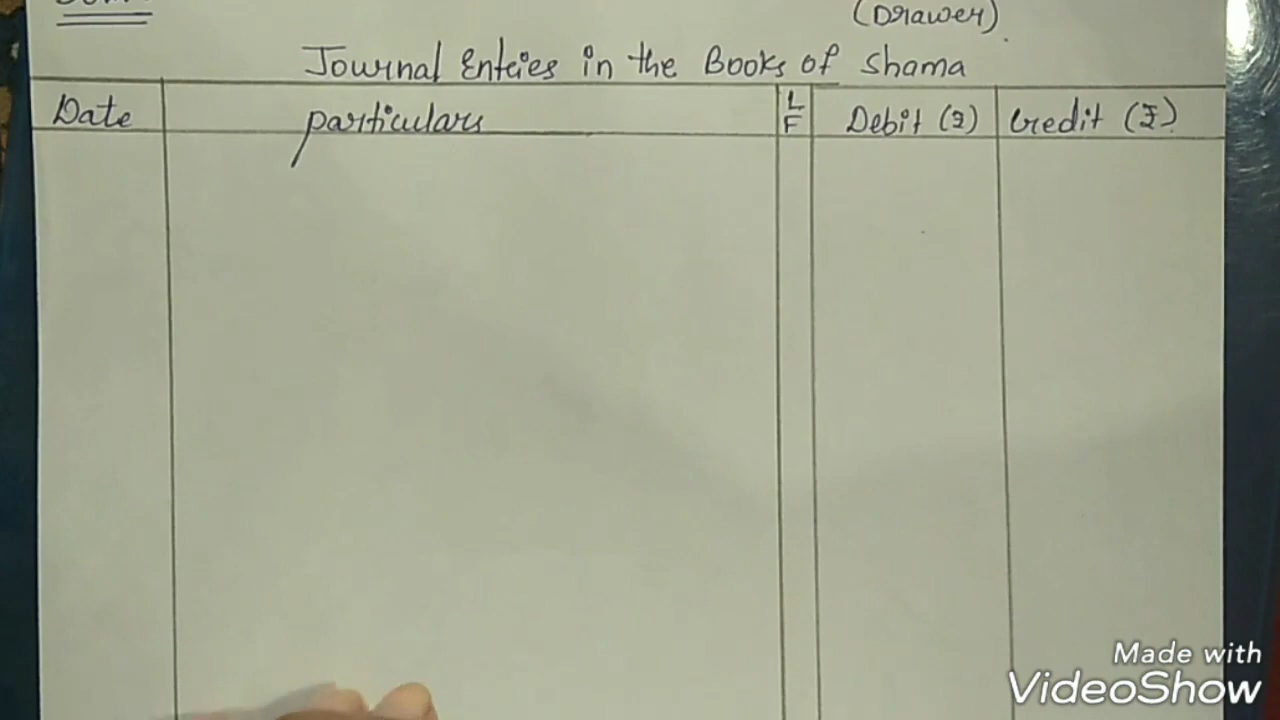 (Drawer)
Journal Entries in the Books of Shama
Date particulars L F Debit (₹) Credit (₹)
Made with
VideoShow